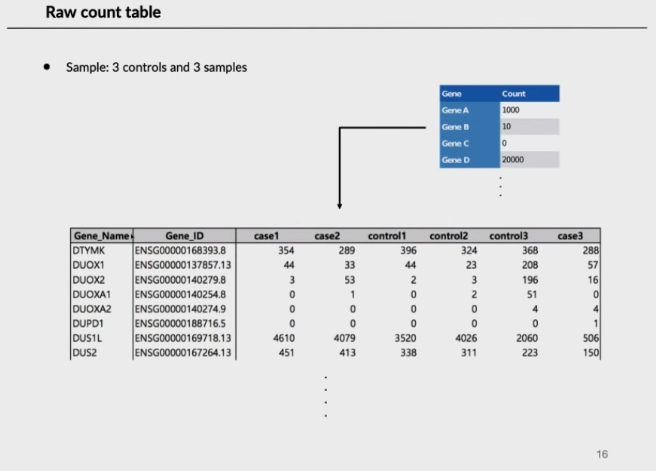 Raw count table
• Sample: 3 controls and 3 samples
Gene Count
Gene A 1000
Gene B 10
Gene C 0
Gene D 20000
Gene_Name Gene_ID case1 case2 control1 control2 control3 case3
DTYMK ENSG00000168393.8 354 289 396 324 368 288
DUOX1 ENSG00000137857.13 44 33 44 23 208 57
DUOX2 ENSG00000140279.8 3 53 2 3 196 16
DUOXA1 ENSG00000140254.8 0 1 0 2 51 0
DUOXA2 ENSG00000140274.9 0 0 0 0 4 4
DUPD1 ENSG00000188716.5 0 0 0 0 0 1
DUS1L ENSG00000169718.13 4610 4079 3520 4026 2060 506
DUS2 ENSG00000167264.13 451 413 338 311 223 150
16